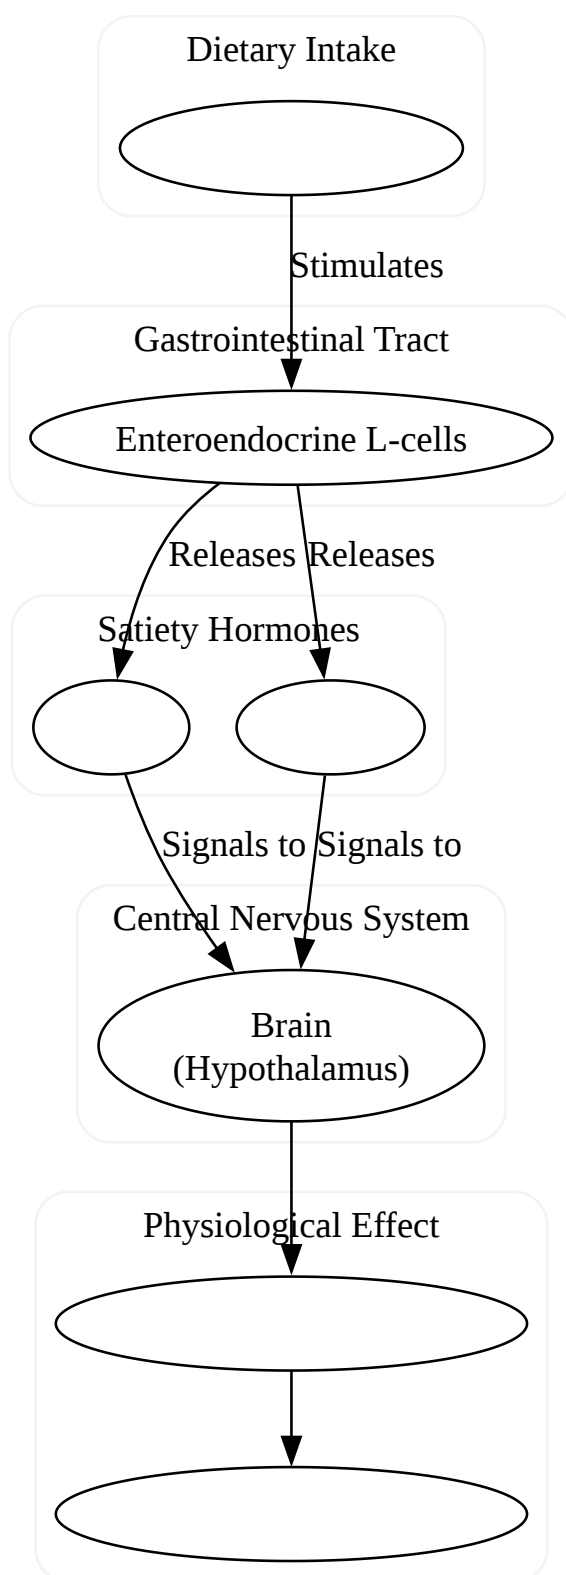 Dietary Intake
Stimulates
Gastrointestinal Tract
Enteroendocrine L-cells
Releases
Releases
Satiety Hormones
Signals to
Signals to
Central Nervous System
Brain
(Hypothalamus)
Physiological Effect